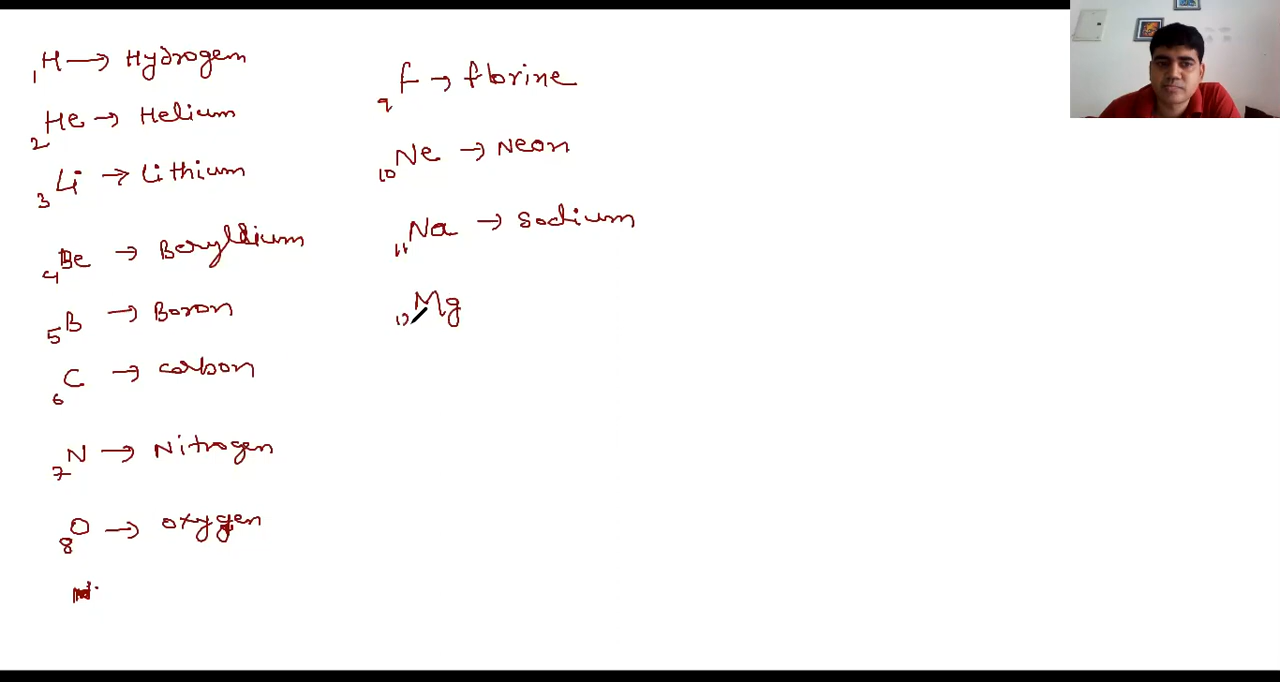 1H → Hydrogen
2He → Helium
3Li → Lithium
4Be → Beryllium
5B → Boron
6C → carbon
7N → Nitrogen
8O → oxygen
9F → florine
10Ne → Neon
11Na → sodium
12Mg